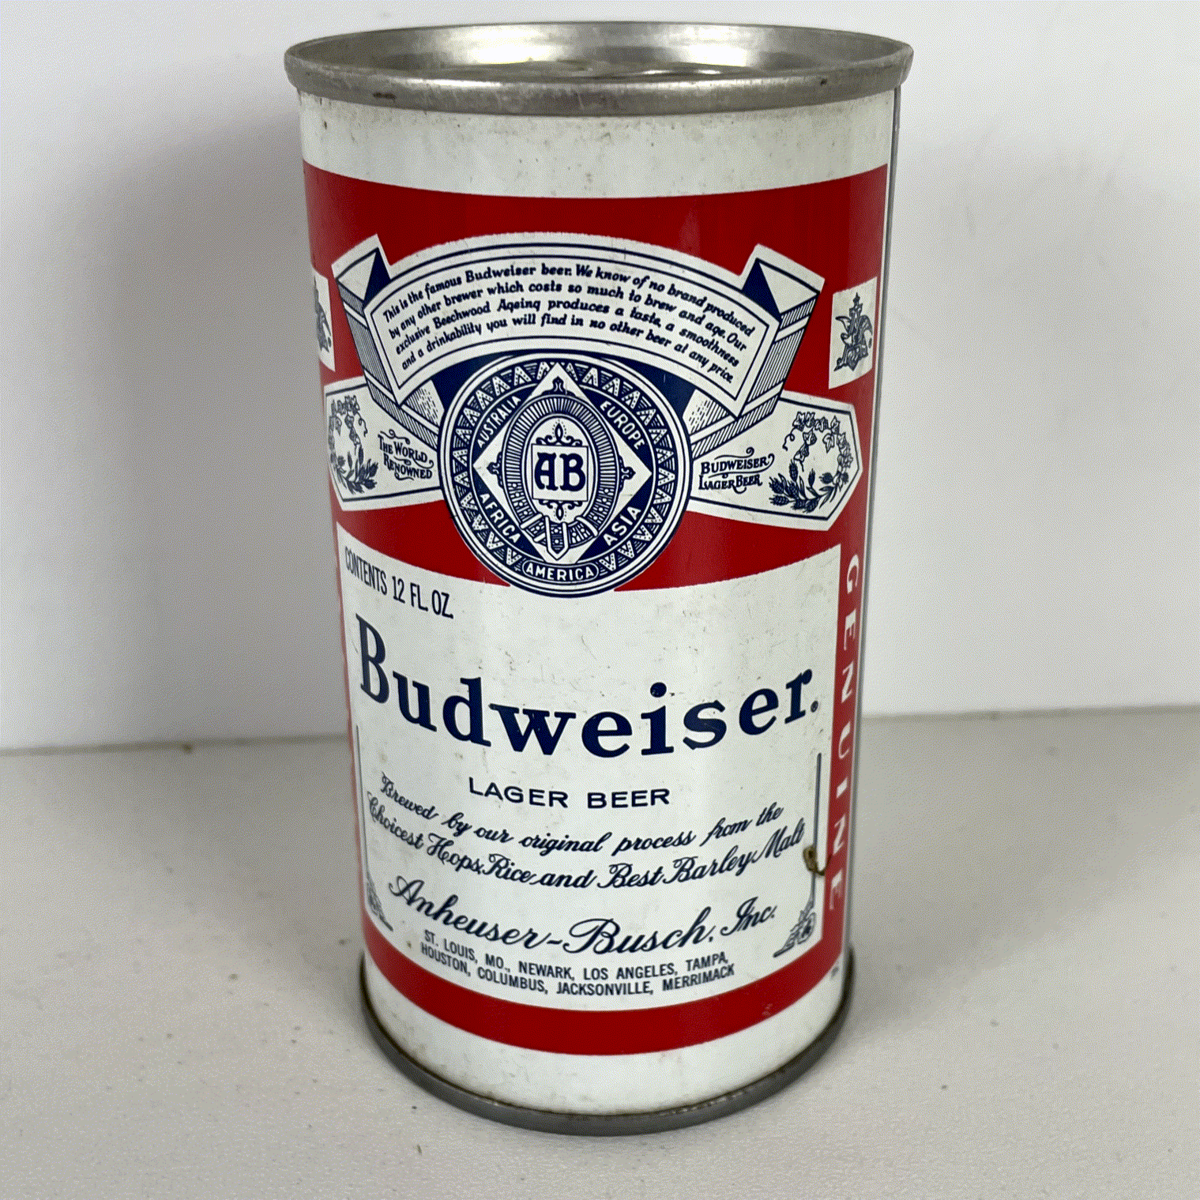 This is the famous Budweiser beer. We know of no brand produced
by any other brewer which costs so much to brew and age. Our
exclusive Beechwood Ageing produces a taste, a smoothness
and a drinkability you will find in no other beer at any price.
THE WORLD
RENOWNED
AUSTRALIA
EUROPE
AB
AFRICA
ASIA
AMERICA
BUDWEISER
LAGER BEER
CONTENTS 12 FL. OZ.
Budweiser.
LAGER BEER
Brewed by our original process from the
Choicest Hops, Rice and Best Barley Malt
Anheuser-Busch, Inc.
ST. LOUIS, MO., NEWARK, LOS ANGELES, TAMPA,
HOUSTON, COLUMBUS, JACKSONVILLE, MERRIMACK
GENUINE